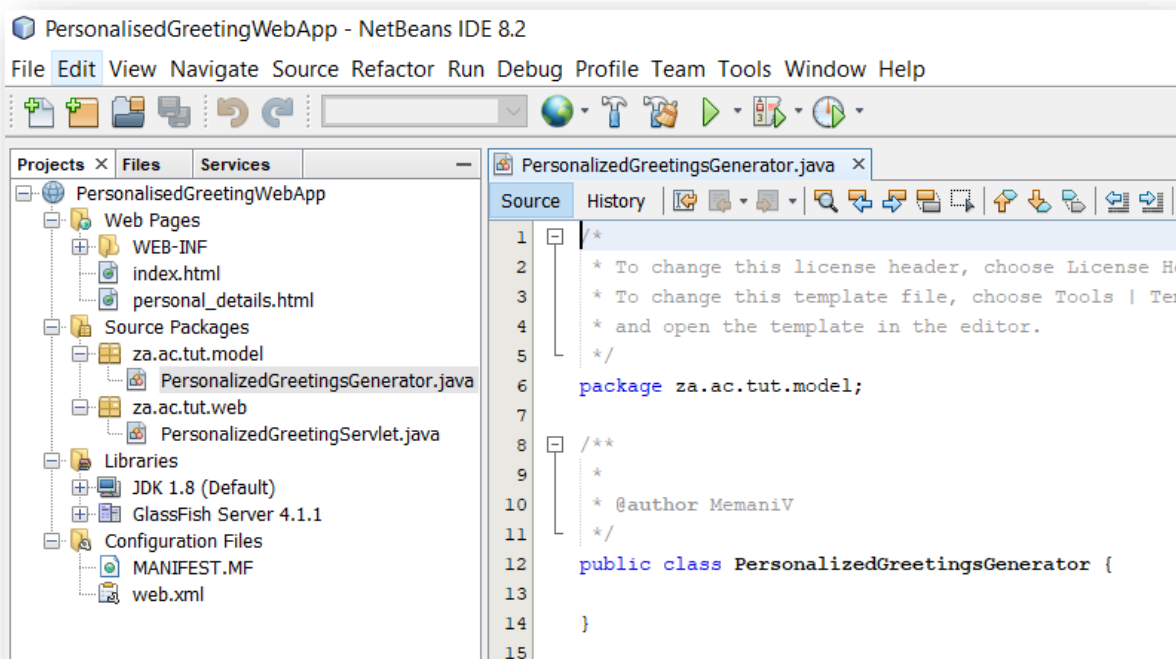 PersonalisedGreetingWebApp - NetBeans IDE 8.2
File Edit View Navigate Source Refactor Run Debug Profile Team Tools Window Help
Projects × Files Services
PersonalisedGreetingWebApp
Web Pages
WEB-INF
index.html
personal_details.html
Source Packages
za.ac.tut.model
PersonalizedGreetingsGenerator.java
za.ac.tut.web
PersonalizedGreetingServlet.java
Libraries
JDK 1.8 (Default)
GlassFish Server 4.1.1
Configuration Files
MANIFEST.MF
web.xml
PersonalizedGreetingsGenerator.java ×
Source History
1 /*
2 * To change this license header, choose License
3 * To change this template file, choose Tools |
4 * and open the template in the editor.
5 */
6 package za.ac.tut.model;
7
8 /**
9 *
10 * @author MemaniV
11 */
12 public class PersonalizedGreetingsGenerator {
13
14 }
15